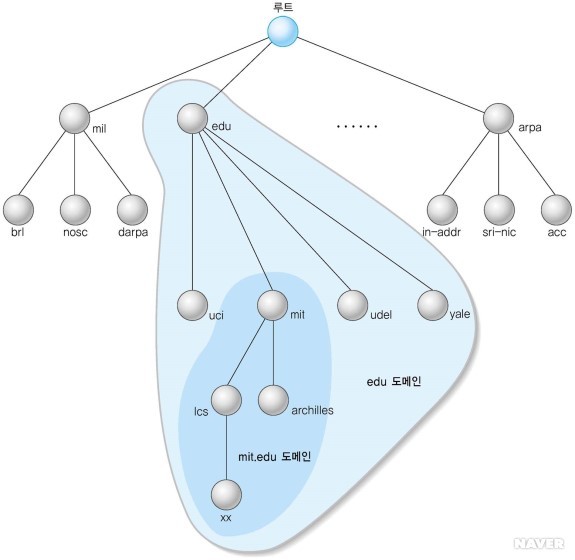 루트
mil
edu
......
arpa
brl
nosc
darpa
in-addr
sri-nic
acc
uci
mit
udel
yale
edu 도메인
lcs
archilles
mit.edu 도메인
xx
NAVER